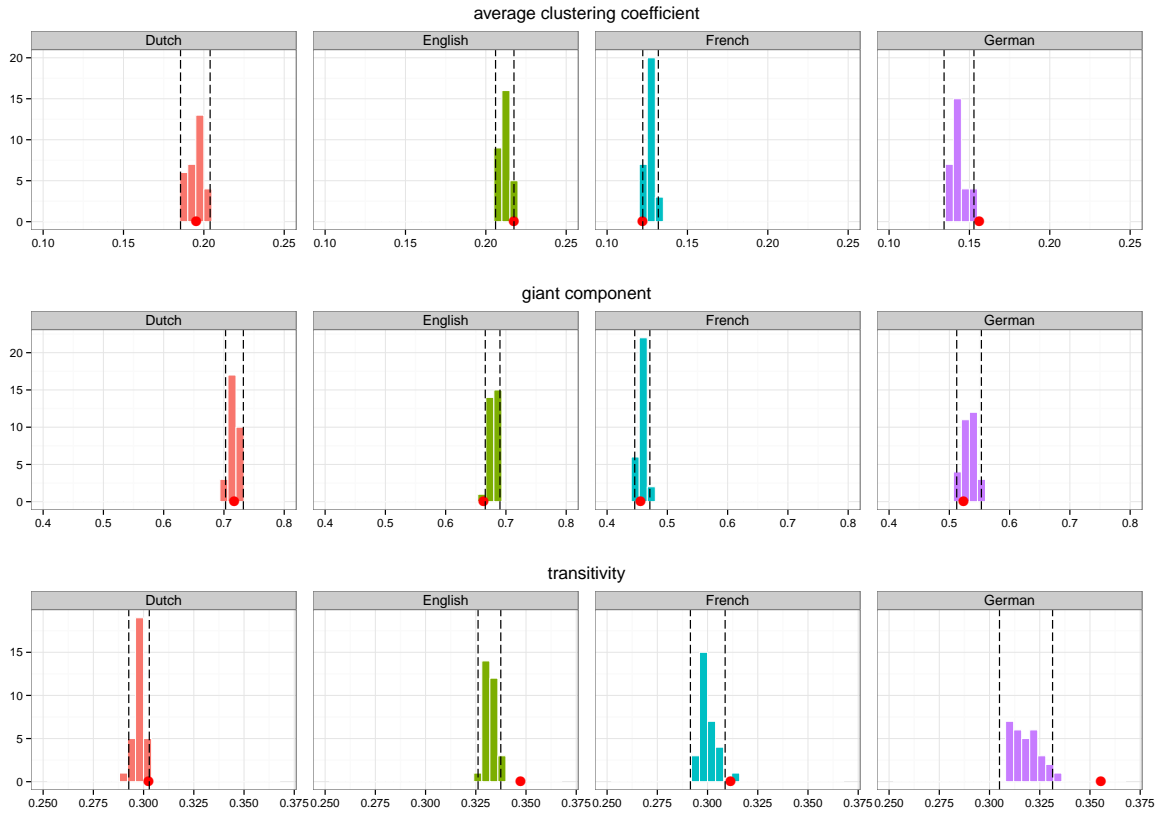 average clustering coefficient
Dutch English French German
20
15
10
5
0
0.10 0.15 0.20 0.25 0.10 0.15 0.20 0.25 0.10 0.15 0.20 0.25 0.10 0.15 0.20 0.25
giant component
Dutch English French German
20
15
10
5
0
0.4 0.5 0.6 0.7 0.8 0.4 0.5 0.6 0.7 0.8 0.4 0.5 0.6 0.7 0.8 0.4 0.5 0.6 0.7 0.8
transitivity
Dutch English French German
15
10
5
0
0.250 0.275 0.300 0.325 0.350 0.375 0.250 0.275 0.300 0.325 0.350 0.375 0.250 0.275 0.300 0.325 0.350 0.375 0.250 0.275 0.300 0.325 0.350 0.375